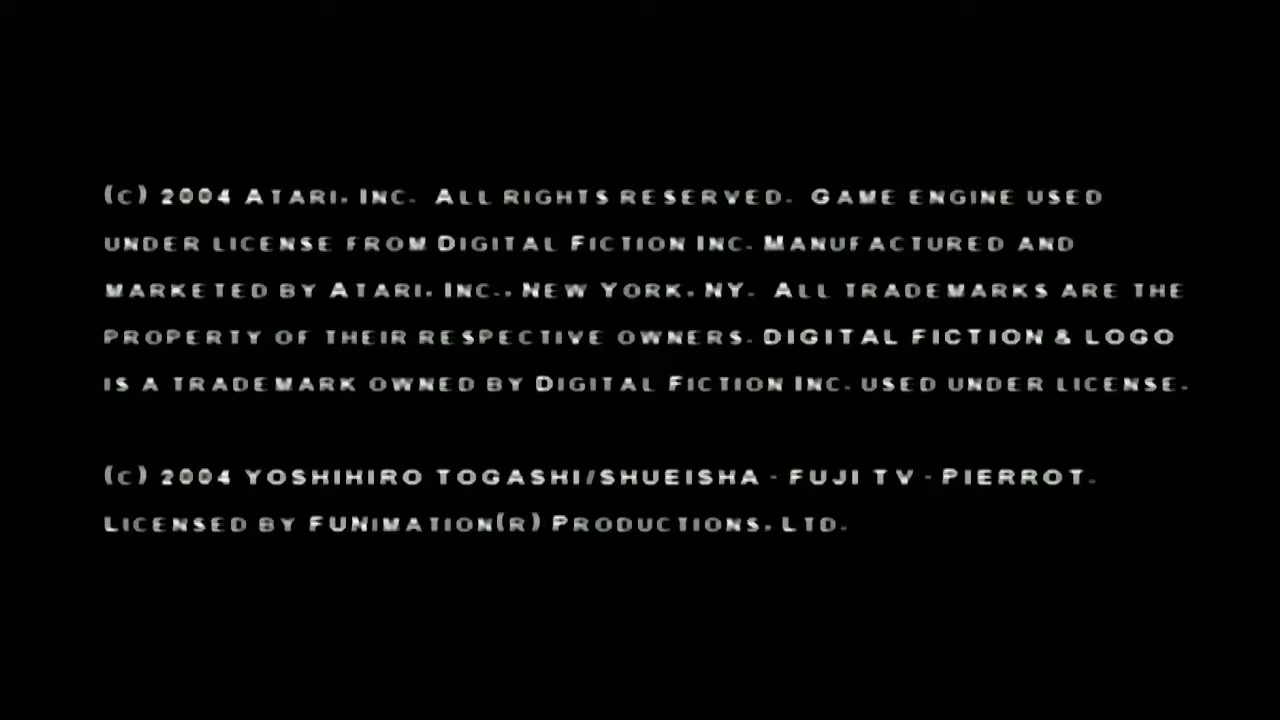 (c) 2004 Atari, Inc. All rights reserved. Game engine used
under license from Digital Fiction Inc. Manufactured and
marketed by Atari, Inc., New York, NY. All trademarks are the
property of their respective owners. DIGITAL FICTION & LOGO
is a trademark owned by Digital Fiction Inc. used under license.
(c) 2004 YOSHIHIRO TOGASHI/SHUEISHA - FUJI TV - PIERROT.
Licensed by FUNimation(r) Productions, Ltd.